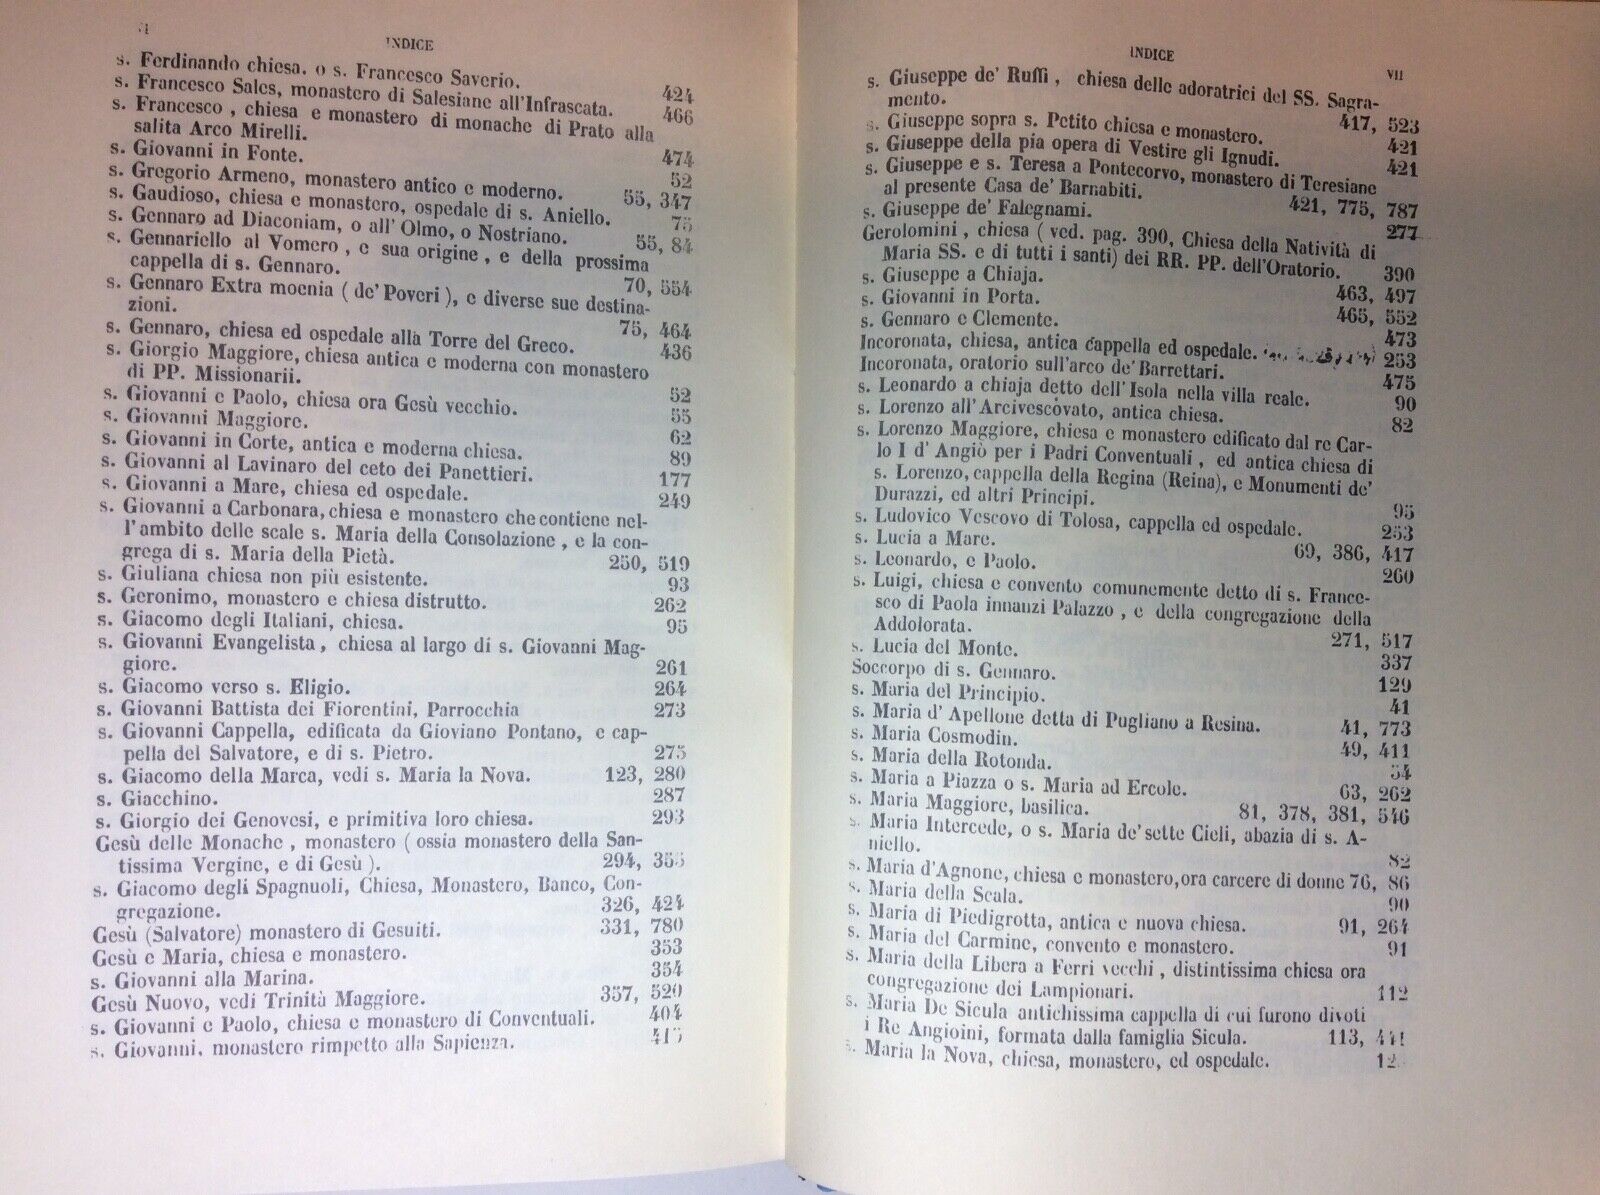 INDICE
s. Ferdinando chiesa. o s. Francesco Saverio. 424
s. Francesco Sales, monastero di Salesiane all'Infrascata. 466
s. Francesco , chiesa e monastero di monache di Prato alla
salita Arco Mirelli. 474
s. Giovanni in Fonte. 52
s. Gregorio Armeno, monastero antico e moderno. 55, 347
s. Gaudioso, chiesa e monastero, ospedale di s. Aniello. 75
s. Gennaro ad Diaconiam, o all' Olmo, o Nostriano. 55, 84
s. Gennariello al Vomero , e sua origine , e della prossima
cappella di s. Gennaro. 70, 554
s. Gennaro Extra moenia ( de' Poveri ), e diverse sue destina-
zioni. 75, 464
s. Gennaro, chiesa ed ospedale alla Torre del Greco. 436
s. Giorgio Maggiore, chiesa antica e moderna con monastero
di PP. Missionarii. 52
s. Giovanni e Paolo, chiesa ora Gesù vecchio. 55
s. Giovanni Maggiore. 62
s. Giovanni in Corte, antica e moderna chiesa. 89
s. Giovanni al Lavinaro del ceto dei Panettieri. 177
s. Giovanni a Mare, chiesa ed ospedale. 249
s. Giovanni a Carbonara, chiesa e monastero che contiene nel-
l'ambito delle scale s. Maria della Consolazione , e la con-
grega di s. Maria della Pietà. 250, 519
s. Giuliana chiesa non più esistente. 93
s. Geronimo, monastero e chiesa distrutto. 262
s. Giacomo degli Italiani, chiesa. 95
s. Giovanni Evangelista , chiesa al largo di s. Giovanni Mag-
giore. 261
s. Giacomo verso s. Eligio. 264
s. Giovanni Battista dei Fiorentini, Parrocchia 273
s. Giovanni Cappella, edificata da Gioviano Pontano, e cap-
pella del Salvatore, e di s. Pietro. 275
s. Giacomo della Marca, vedi s. Maria la Nova. 123, 280
s. Giacchino. 287
s. Giorgio dei Genovesi, e primitiva loro chiesa. 293
Gesù delle Monache , monastero ( ossia monastero della San-
tissima Vergine, e di Gesù ). 294, 355
s. Giacomo degli Spagnuoli, Chiesa, Monastero, Banco, Con-
gregazione. 326, 424
Gesù (Salvatore) monastero di Gesuiti. 331, 780
Gesù e Maria, chiesa e monastero. 353
s. Giovanni alla Marina. 354
Gesù Nuovo, vedi Trinità Maggiore. 357, 520
s. Giovanni e Paolo, chiesa e monastero di Conventuali. 404
s. Giovanni, monastero rimpetto alla Sapienza. 415
INDICE VII
s. Giuseppe de' Ruffi , chiesa delle adoratrici del SS. Sagra-
mento. 417, 523
s. Giuseppe sopra s. Petito chiesa e monastero. 421
s. Giuseppe della pia opera di Vestire gli Ignudi. 421
s. Giuseppe e s. Teresa a Pontecorvo, monastero di Teresiane
al presente Casa de' Barnabiti. 421, 775, 787
s. Giuseppe de' Falegnami. 277
Gerolomini , chiesa ( ved. pag. 390, Chiesa della Natività di
Maria SS. e di tutti i santi) dei RR. PP. dell'Oratorio. 390
s. Giuseppe a Chiaja. 463, 497
s. Giovanni in Porta. 465, 552
s. Gennaro e Clemente. 473
Incoronata, chiesa, antica cappella ed ospedale. 253
Incoronata, oratorio sull'arco de' Barrettari. 475
s. Leonardo a chiaja detto dell'Isola nella villa reale. 90
s. Lorenzo all'Arcivescovato, antica chiesa. 82
s. Lorenzo Maggiore, chiesa e monastero edificato dal re Car-
lo I d' Angiò per i Padri Conventuali , ed antica chiesa di
s. Lorenzo, cappella della Regina (Reina), e Monumenti de'
Durazzi, ed altri Principi. 95
s. Ludovico Vescovo di Tolosa, cappella ed ospedale. 253
s. Lucia a Mare. 69, 386, 417
s. Leonardo, e Paolo. 260
s. Luigi, chiesa e convento comunemente detto di s. France-
sco di Paola innanzi Palazzo , e della congregazione della
Addolorata. 271, 517
s. Lucia del Monte. 337
Soccorpo di s. Gennaro. 129
s. Maria del Principio. 41
s. Maria d' Apellone detta di Pugliano a Resina. 41, 773
s. Maria Cosmodin. 49, 411
s. Maria della Rotonda. 54
s. Maria a Piazza o s. Maria ad Ercole. 63, 262
s. Maria Maggiore, basilica. 81, 378, 381, 546
s. Maria Intercede, o s. Maria de' sette Cieli, abazia di s. A-
niello. 82
s. Maria d'Agnone, chiesa e monastero, ora carcere di donne 76, 86
s. Maria della Scala. 90
s. Maria di Piedigrotta, antica e nuova chiesa. 91, 264
s. Maria del Carmine, convento e monastero. 91
s. Maria della Libera a Ferri vecchi , distintissima chiesa ora
congregazione dei Lampionari. 112
s. Maria De Sicula antichissima cappella di cui furono divoti
i Re Angioini, formata dalla famiglia Sicula. 113, 441
s. Maria la Nova, chiesa, monastero, ed ospedale.